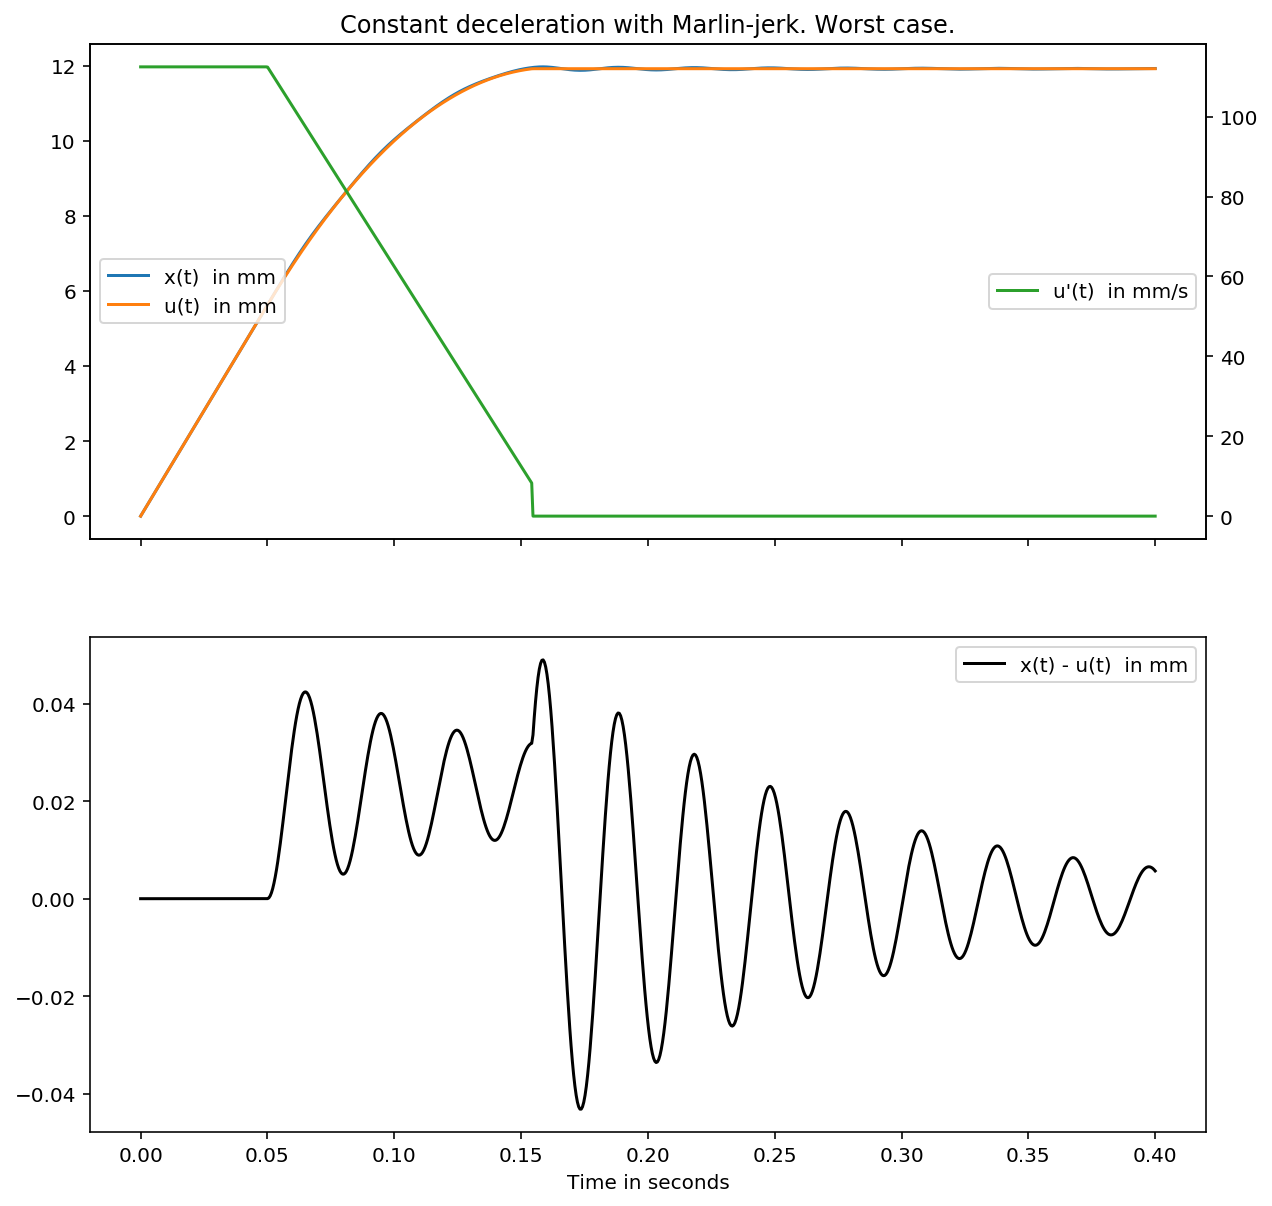 Constant deceleration with Marlin-jerk. Worst case.
12
10
8
6
4
2
0
100
80
60
40
20
0
x(t)  in mm
u(t)  in mm
u'(t)  in mm/s
x(t) - u(t)  in mm
0.04
0.02
0.00
−0.02
−0.04
0.00 0.05 0.10 0.15 0.20 0.25 0.30 0.35 0.40
Time in seconds